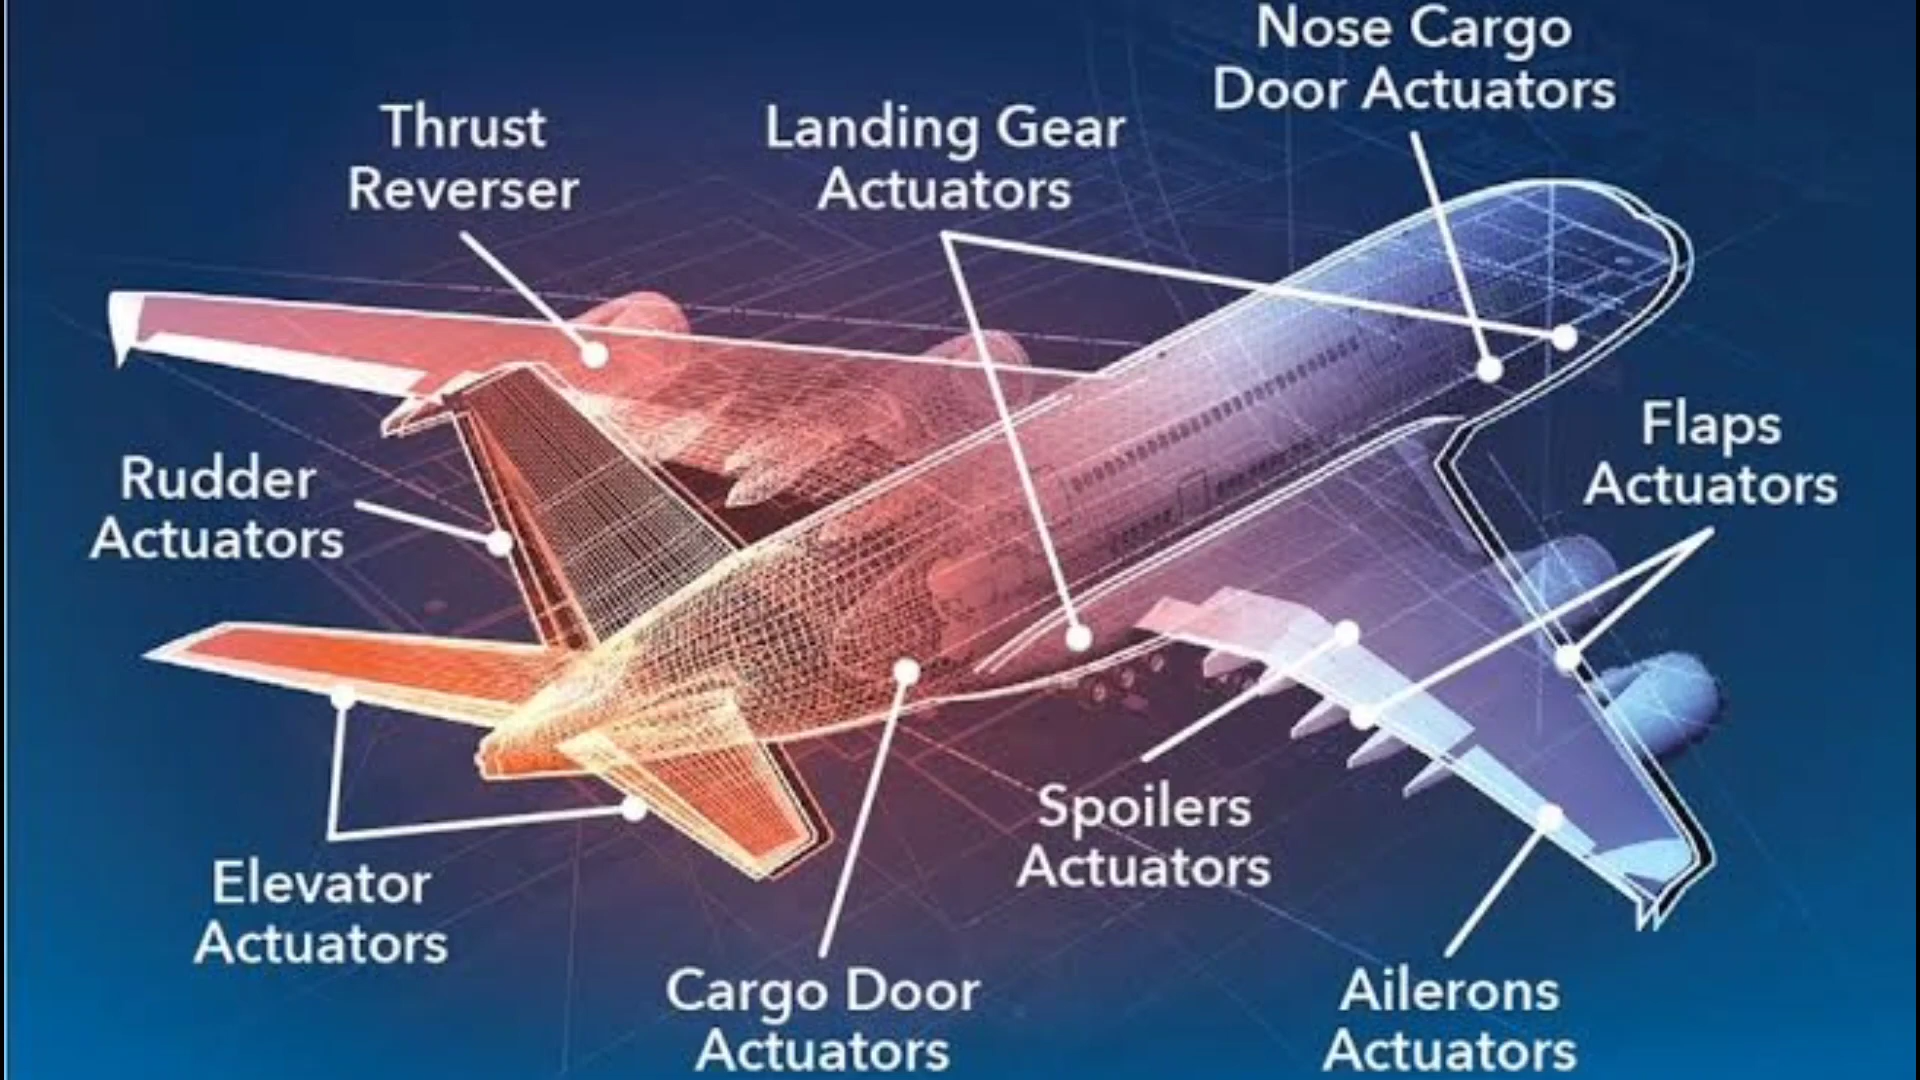 Nose Cargo
Door Actuators
Thrust
Reverser
Landing Gear
Actuators
Flaps
Actuators
Rudder
Actuators
Spoilers
Actuators
Elevator
Actuators
Cargo Door
Actuators
Ailerons
Actuators